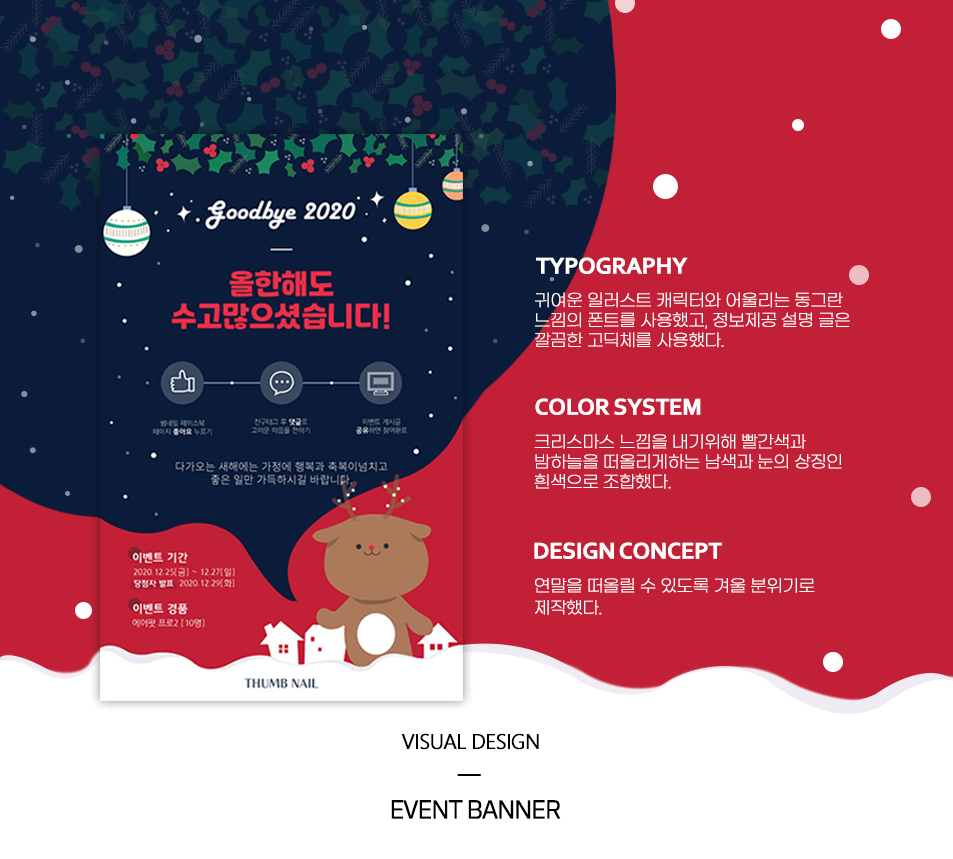 Goodbye 2020
올한해도
수고많으셨습니다!
썸네일 페이스북
페이지 좋아요 누르기
친구태그 후 댓글로
고마운 마음을 전하기
이벤트 게시글
공유하면 참여완료
다가오는 새해에는 가정에 행복과 축복이넘치고
좋은 일만 가득하시길 바랍니다.
이벤트 기간
2020.12.25[금] ~ 12.27[일]
당첨자 발표 2020.12.29[화]
이벤트 경품
에어팟 프로2 [10명]
THUMB NAIL
TYPOGRAPHY
귀여운 일러스트 캐릭터와 어울리는 동그란
느낌의 폰트를 사용했고, 정보제공 설명 글은
깔끔한 고딕체를 사용했다.
COLOR SYSTEM
크리스마스 느낌을 내기위해 빨간색과
밤하늘을 떠올리게하는 남색과 눈의 상징인
흰색으로 조합했다.
DESIGN CONCEPT
연말을 떠올릴 수 있도록 겨울 분위기로
제작했다.
VISUAL DESIGN
EVENT BANNER